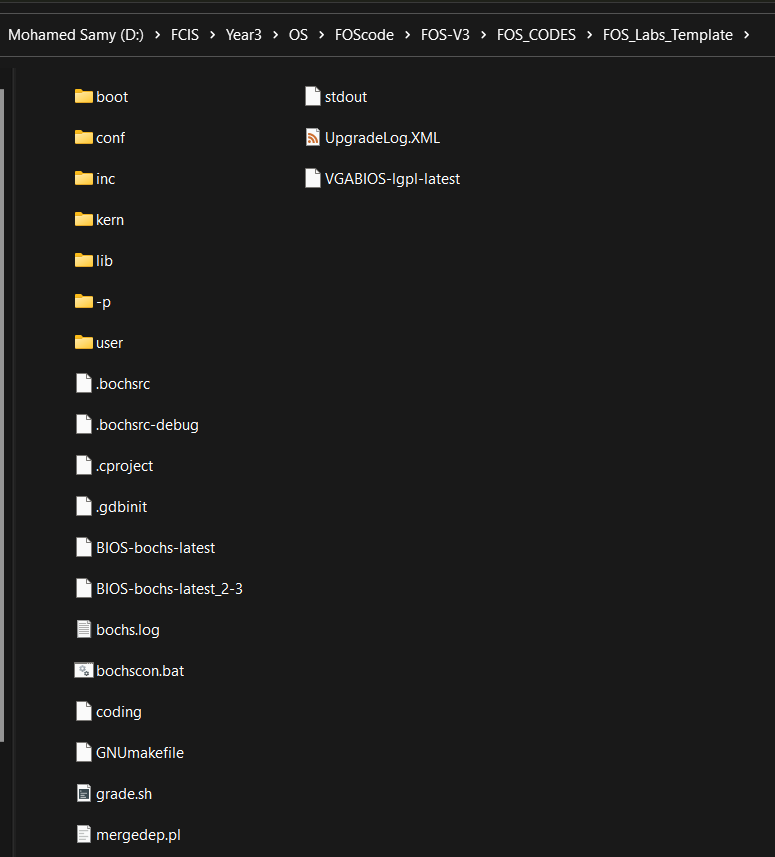 Mohamed Samy (D:) > FCIS > Year3 > OS > FOScode > FOS-V3 > FOS_CODES > FOS_Labs_Template >
boot
conf
inc
kern
lib
-p
user
.bochsrc
.bochsrc-debug
.cproject
.gdbinit
BIOS-bochs-latest
BIOS-bochs-latest_2-3
bochs.log
bochscon.bat
coding
GNUmakefile
grade.sh
mergedep.pl
stdout
UpgradeLog.XML
VGABIOS-lgpl-latest